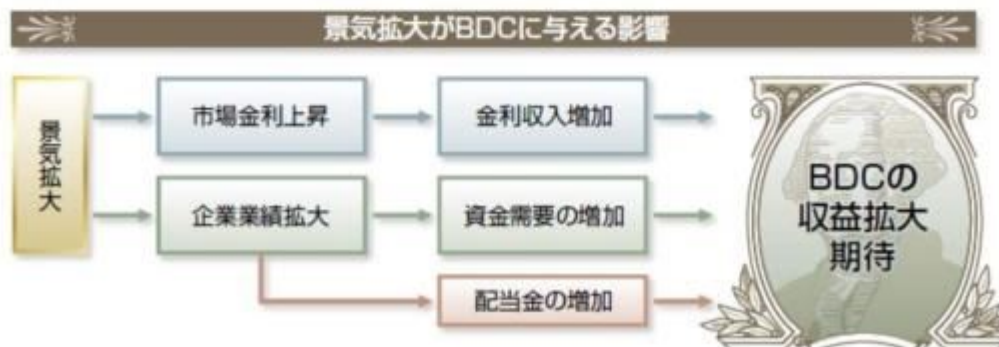 景気拡大がBDCに与える影響
景気拡大
市場金利上昇
金利収入増加
企業業績拡大
資金需要の増加
配当金の増加
BDCの
収益拡大
期待